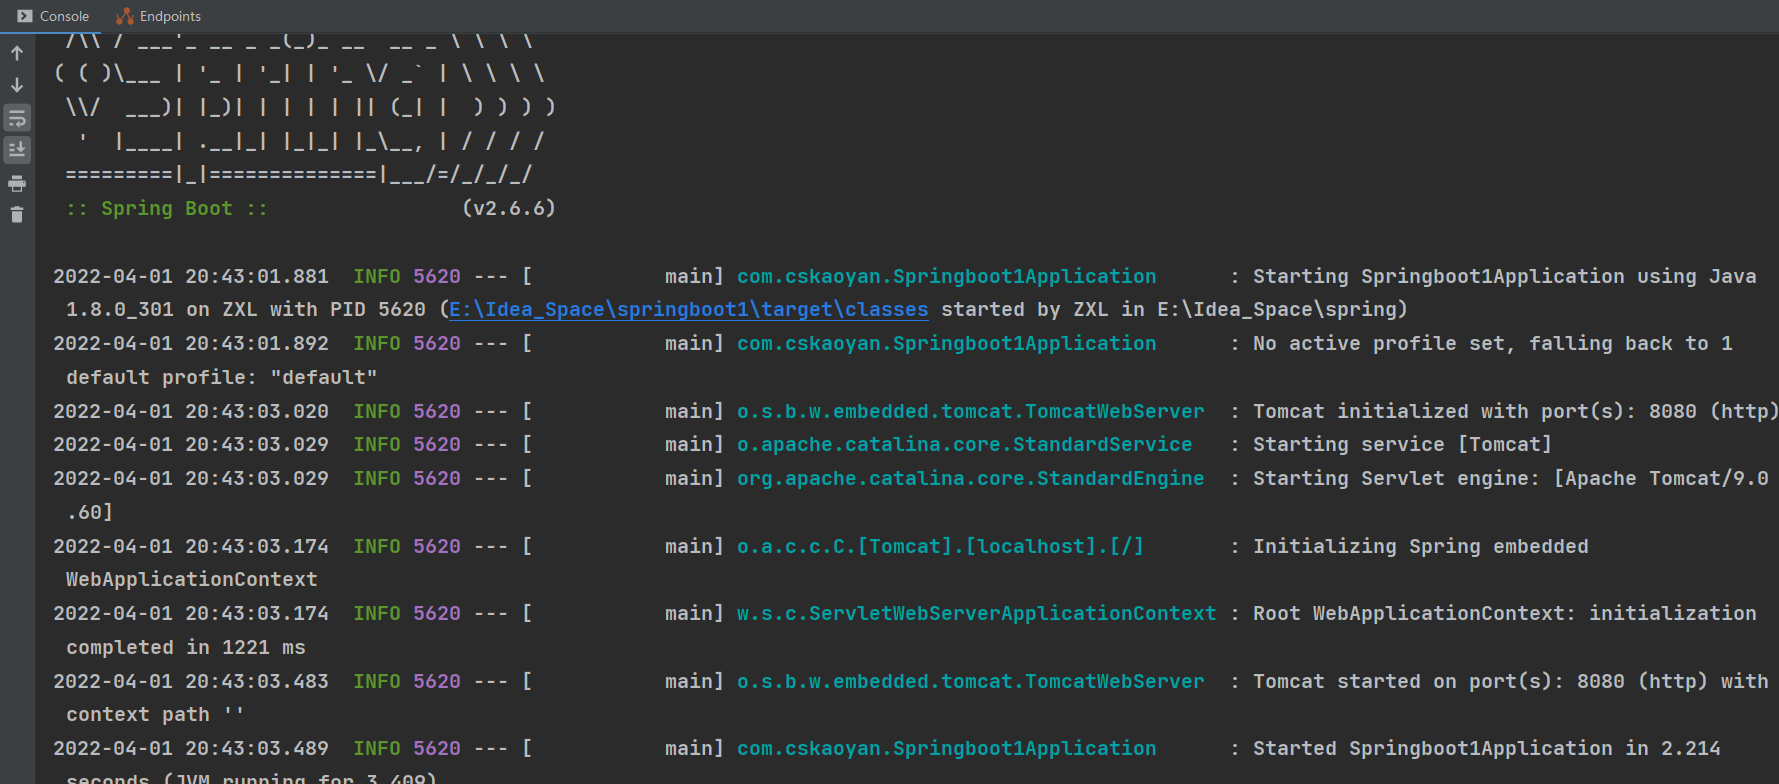 Console Endpoints
/\\ / ___'_ __ _ _(_)_ __  __ _ \ \ \ \
( ( )\___ | '_ | '_| | '_ \/ _` | \ \ \ \
\\/  ___)| |_)| | | | | || (_| |  ) ) ) )
'  |____| .__|_| |_|_| |_\__, | / / / /
=========|_|==============|___/=/_/_/_/
:: Spring Boot ::                (v2.6.6)
2022-04-01 20:43:01.881  INFO 5620 --- [           main] com.cskaoyan.Springboot1Application      : Starting Springboot1Application using Java
1.8.0_301 on ZXL with PID 5620 (E:\Idea_Space\springboot1\target\classes started by ZXL in E:\Idea_Space\spring)
2022-04-01 20:43:01.892  INFO 5620 --- [           main] com.cskaoyan.Springboot1Application      : No active profile set, falling back to 1
default profile: "default"
2022-04-01 20:43:03.020  INFO 5620 --- [           main] o.s.b.w.embedded.tomcat.TomcatWebServer  : Tomcat initialized with port(s): 8080 (http)
2022-04-01 20:43:03.029  INFO 5620 --- [           main] o.apache.catalina.core.StandardService   : Starting service [Tomcat]
2022-04-01 20:43:03.029  INFO 5620 --- [           main] org.apache.catalina.core.StandardEngine  : Starting Servlet engine: [Apache Tomcat/9.0
.60]
2022-04-01 20:43:03.174  INFO 5620 --- [           main] o.a.c.c.C.[Tomcat].[localhost].[/]       : Initializing Spring embedded
WebApplicationContext
2022-04-01 20:43:03.174  INFO 5620 --- [           main] w.s.c.ServletWebServerApplicationContext : Root WebApplicationContext: initialization
completed in 1221 ms
2022-04-01 20:43:03.483  INFO 5620 --- [           main] o.s.b.w.embedded.tomcat.TomcatWebServer  : Tomcat started on port(s): 8080 (http) with
context path ''
2022-04-01 20:43:03.489  INFO 5620 --- [           main] com.cskaoyan.Springboot1Application      : Started Springboot1Application in 2.214
seconds (JVM running for 3.409)